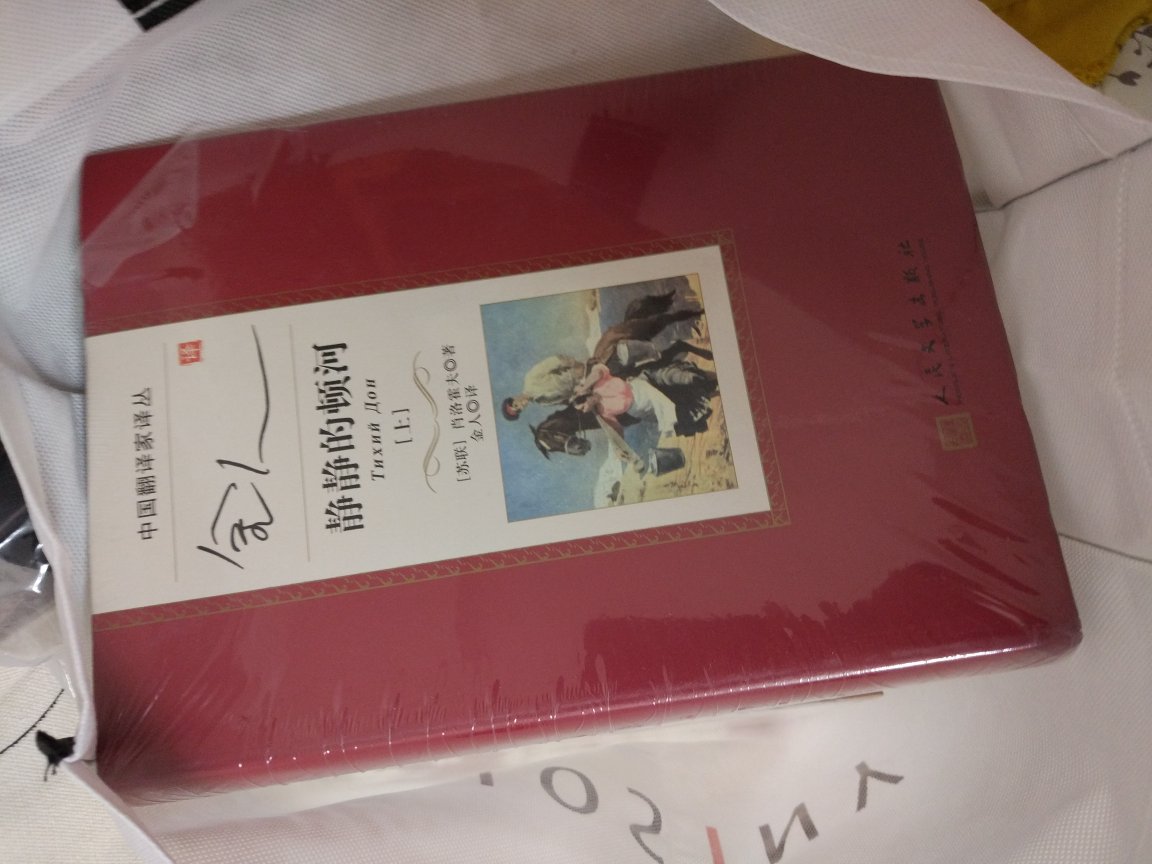 中国翻译家译丛
译
金人
静静的顿河
Тихий Дон
[上]
[苏联] 肖洛霍夫◎著
金人◎译
人民文学出版社